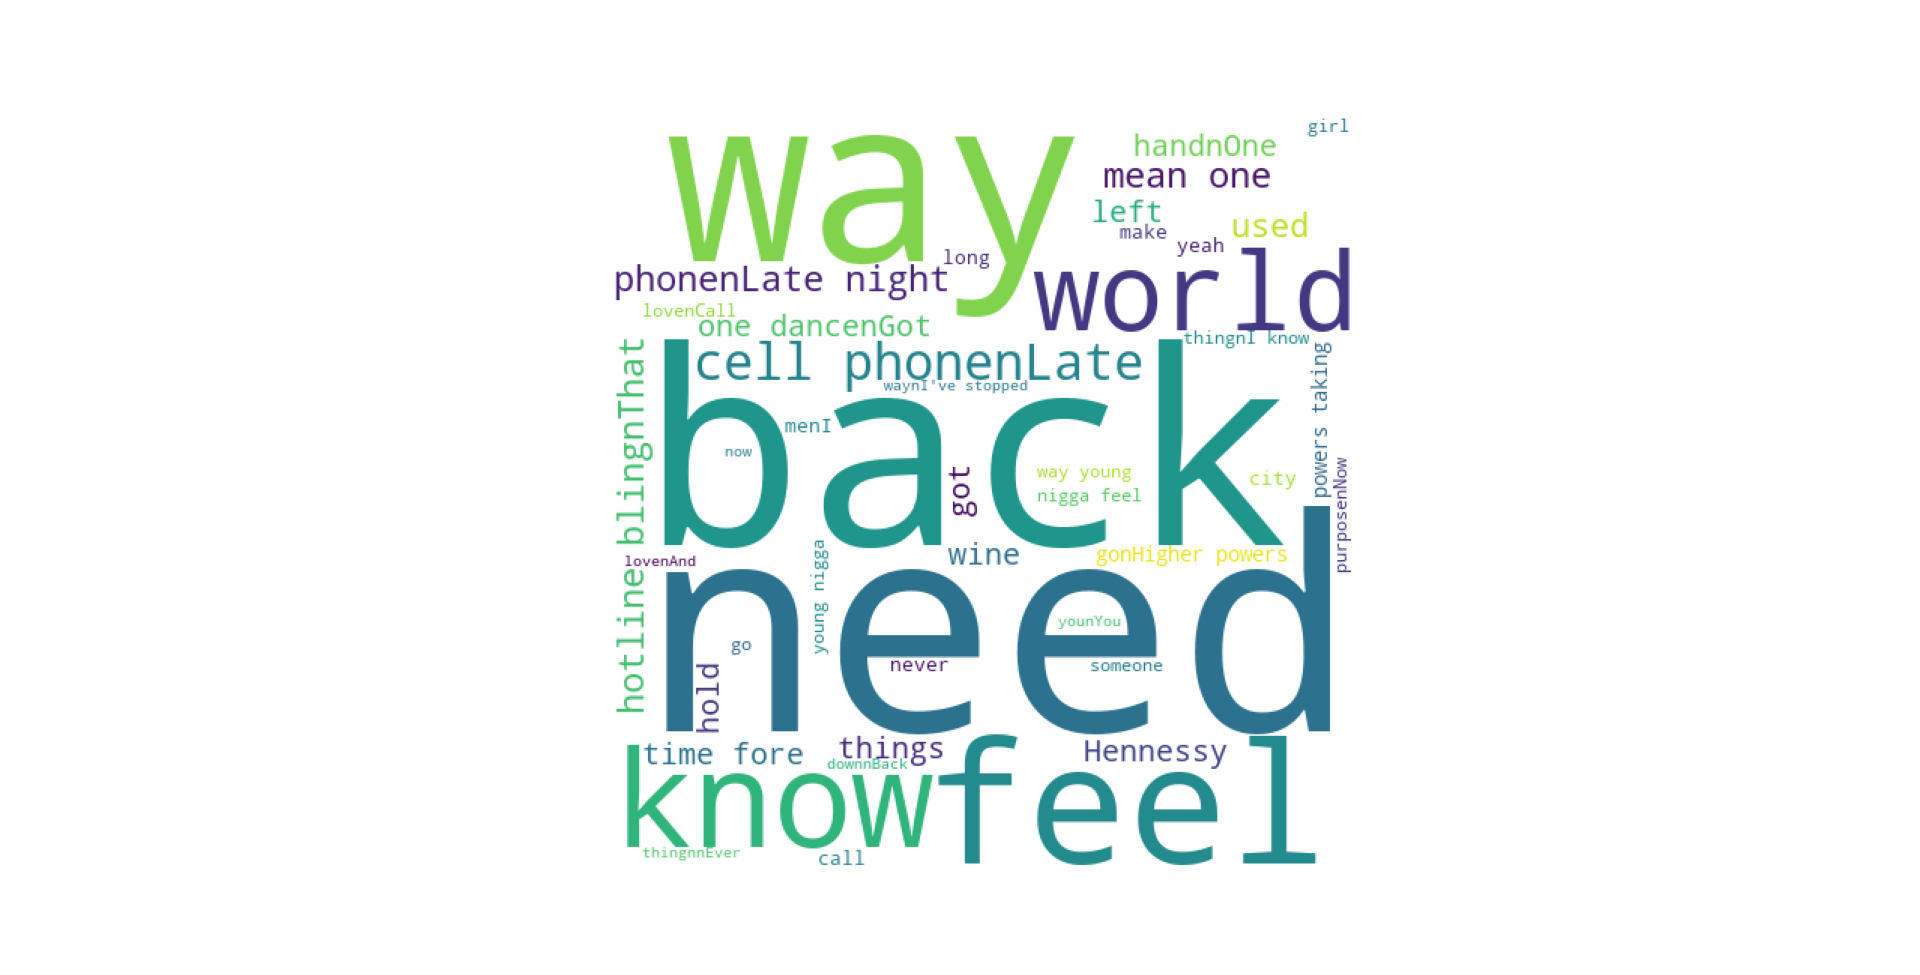 way
girl
handnOne
mean one
left
used
make
yeah
long
phonenLate night
world
lovenCall
one dancenGot
thingnI know
cell phonenLate
waynI've stopped
hotline blingnThat
back
powers taking
menI
now
got
way young
nigga feel
city
purposenNow
wine
gonHigher powers
lovenAnd
need
young nigga
younYou
go
never
someone
hold
time fore
things
Hennessy
downnBack
know
feel
thingnnEver
call